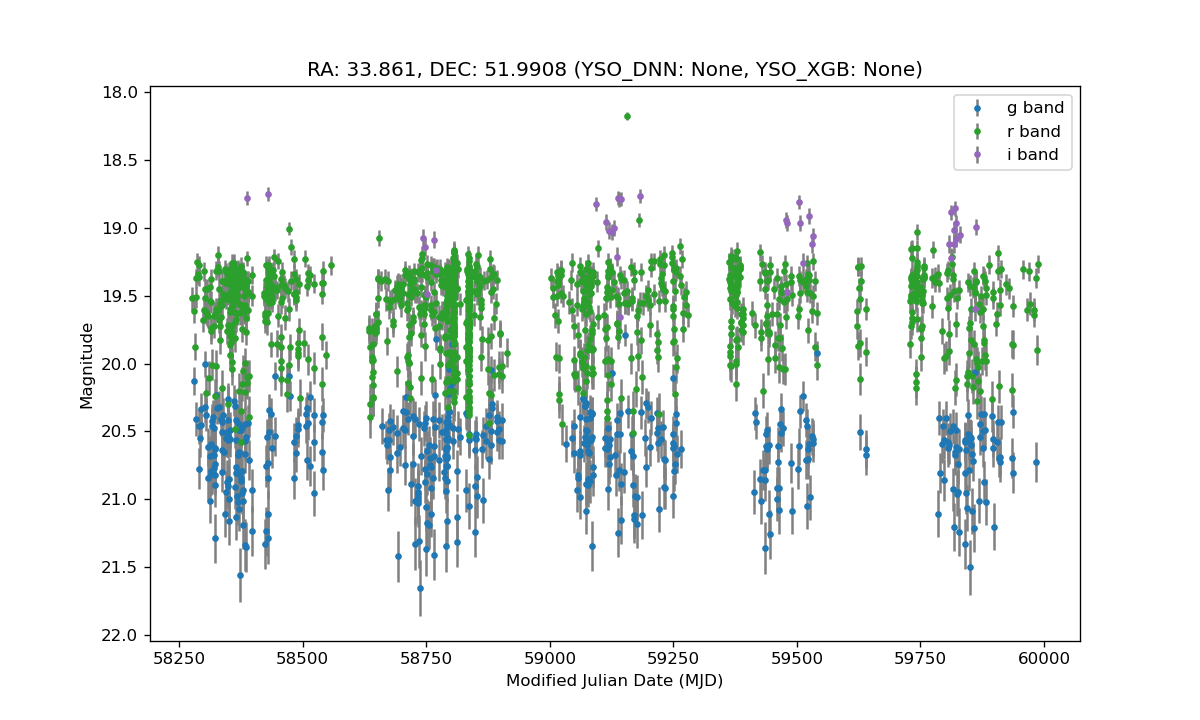 RA: 33.861, DEC: 51.9908 (YSO_DNN: None, YSO_XGB: None)
g band
r band
i band
18.0
18.5
19.0
19.5
20.0
20.5
21.0
21.5
22.0
Magnitude
58250 58500 58750 59000 59250 59500 59750 60000
Modified Julian Date (MJD)